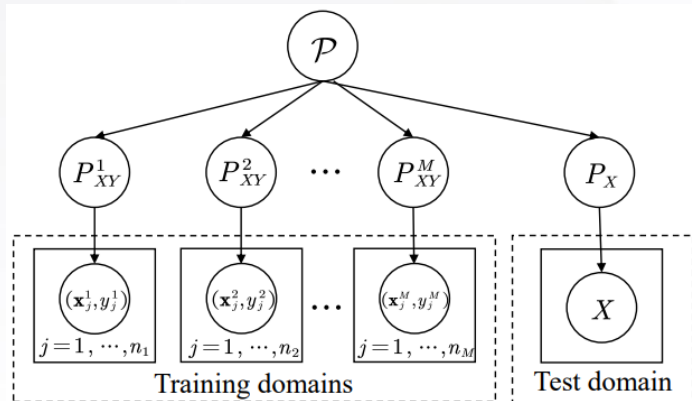 𝒫
P¹_XY P²_XY ··· P^M_XY P_X
(𝐱¹_j,y¹_j) (𝐱²_j,y²_j) ··· (𝐱^M_j,y^M_j) X
j=1, ···,n₁ j=1, ···,n₂ j=1, ···,n_M
Training domains Test domain